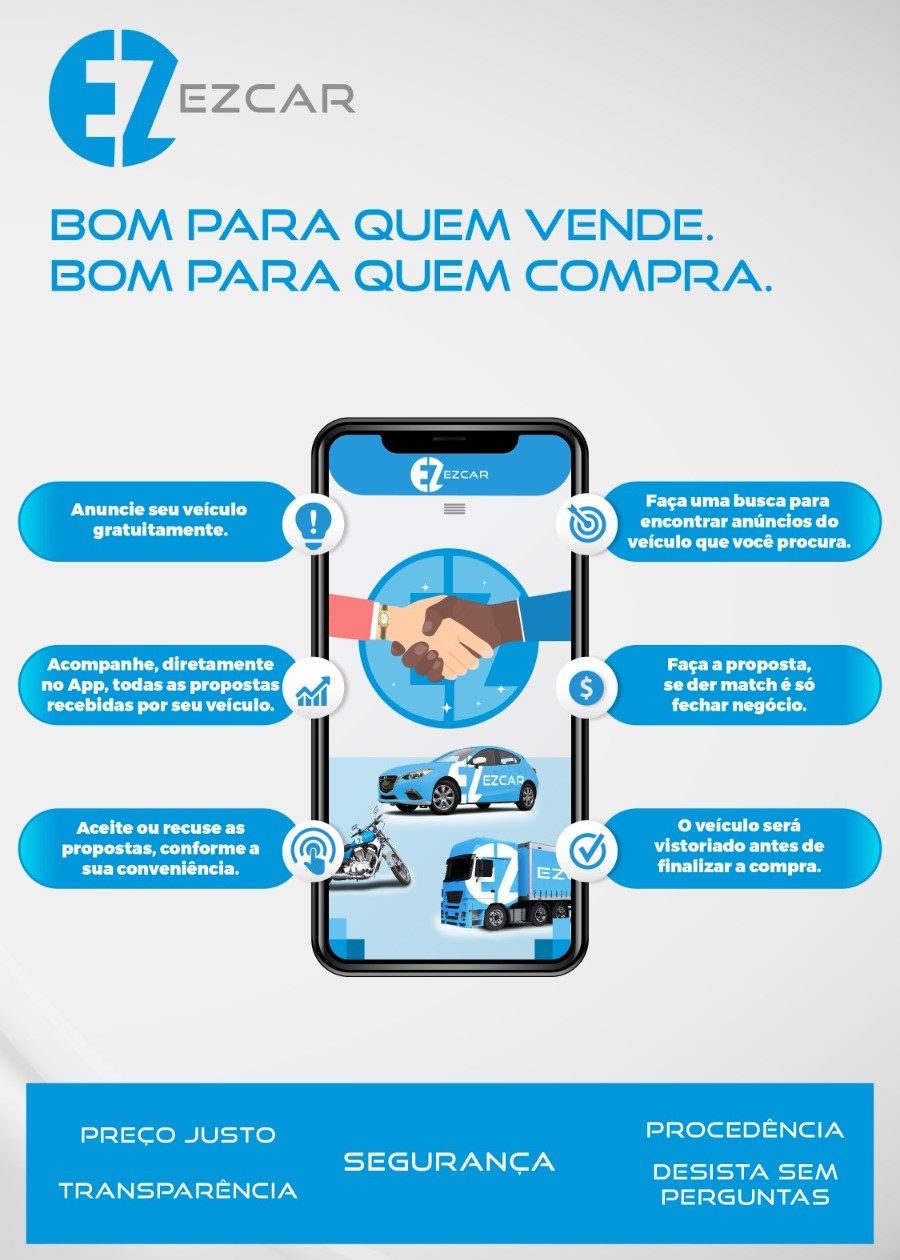 EZ EZCAR
BOM PARA QUEM VENDE.
BOM PARA QUEM COMPRA.
EZ EZCAR
Anuncie seu veículo
gratuitamente.
Faça uma busca para
encontrar anúncios do
veículo que você procura.
Acompanhe, diretamente
no App, todas as propostas
recebidas por seu veículo.
Faça a proposta,
se der match é só
fechar negócio.
$
EZ EZCAR
Aceite ou recuse as
propostas, conforme a
sua conveniência.
O veículo será
vistoriado antes de
finalizar a compra.
EZ EZ
PREÇO JUSTO
TRANSPARÊNCIA
SEGURANÇA
PROCEDÊNCIA
DESISTA SEM
PERGUNTAS